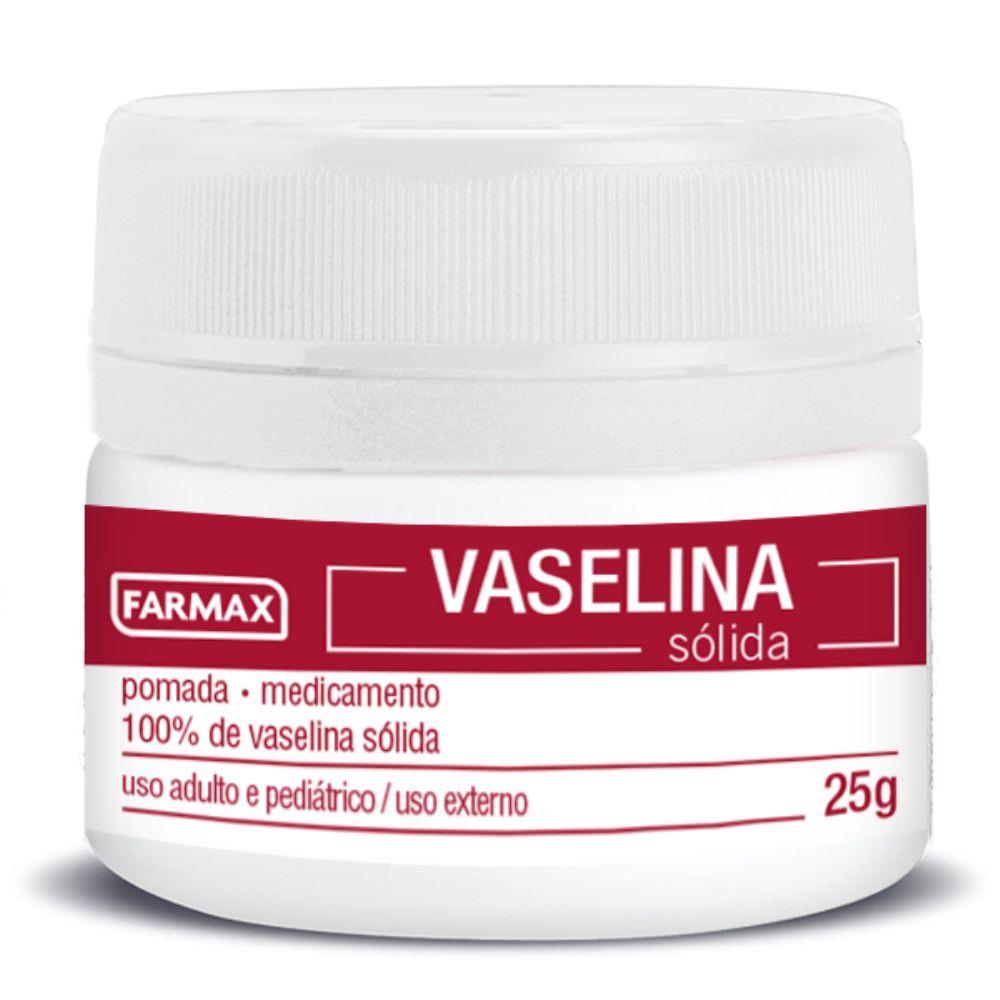 FARMAX
VASELINA
sólida
pomada • medicamento
100% de vaselina sólida
uso adulto e pediátrico / uso externo
25g